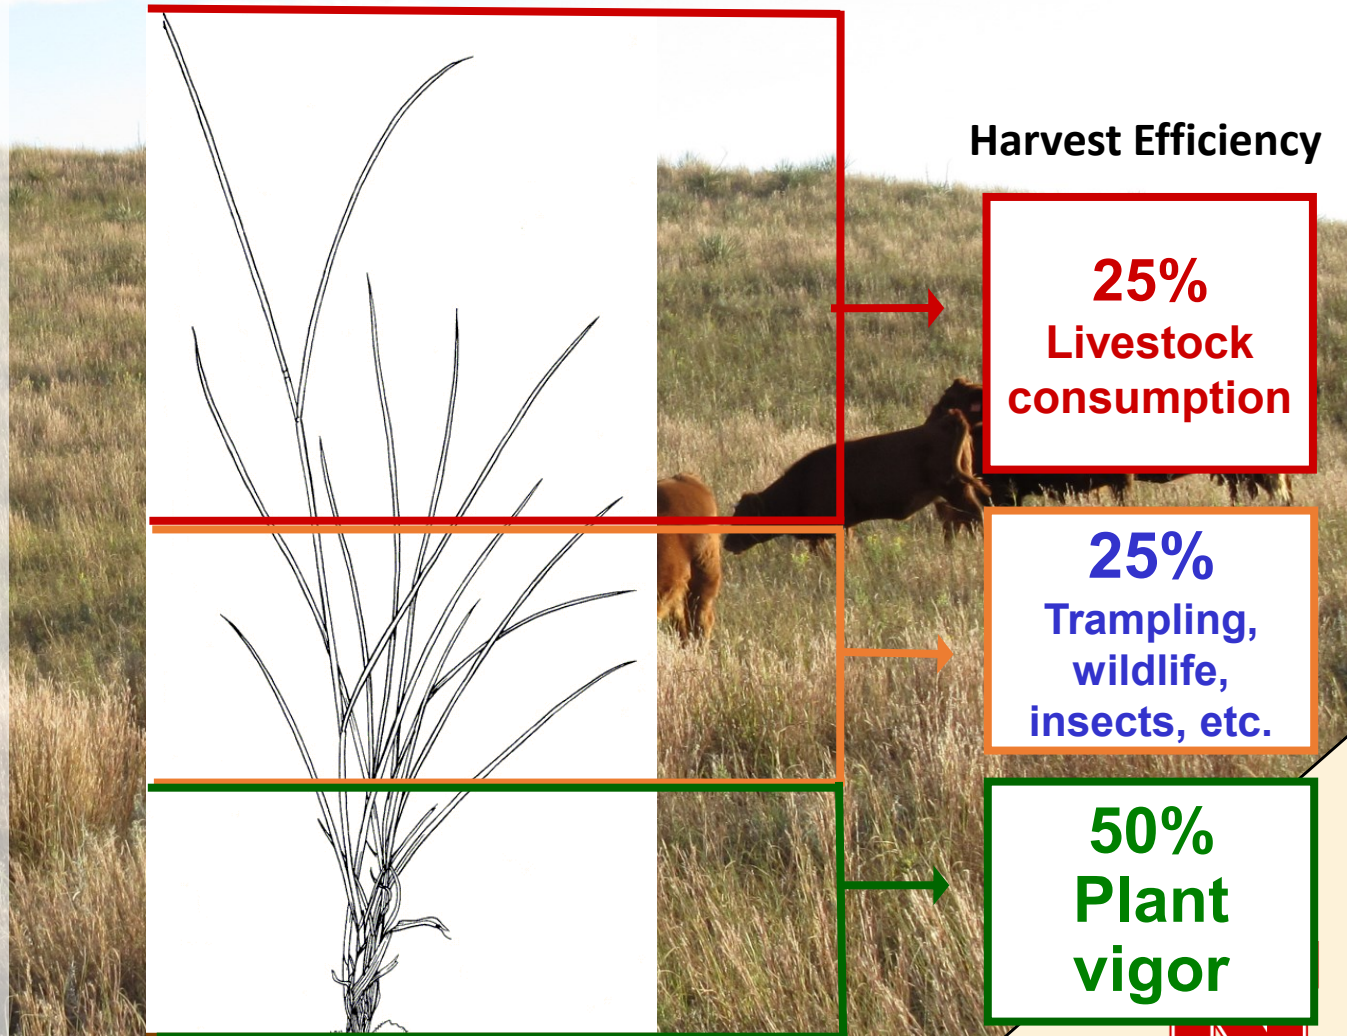 Harvest Efficiency
25%
Livestock
consumption
25%
Trampling,
wildlife,
insects, etc.
50%
Plant
vigor
N